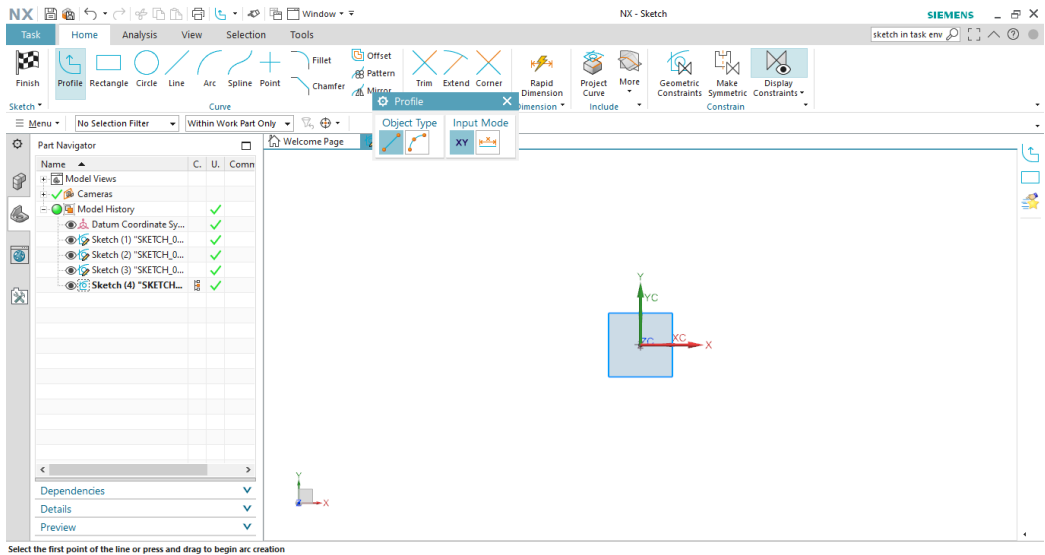 NX Window NX - Sketch SIEMENS
Task Home Analysis View Selection Tools sketch in task env
Finish Profile Rectangle Circle Line Arc Spline Point Fillet Chamfer Offset Pattern Mirror Trim Extend Corner Rapid Dimension Project Curve More Geometric Constraints Make Symmetric Display Constraints
Sketch Curve Dimension Include Constrain
Profile
Object Type Input Mode
XY
Menu No Selection Filter Within Work Part Only
Part Navigator Welcome Page
Name C. U. Comn
Model Views
Cameras
Model History
Datum Coordinate Sy...
Sketch (1) "SKETCH_0...
Sketch (2) "SKETCH_0...
Sketch (3) "SKETCH_0...
Sketch (4) "SKETCH...
Y
YC
ZC XC X
Dependencies
Details
Preview
Y
X
Select the first point of the line or press and drag to begin arc creation